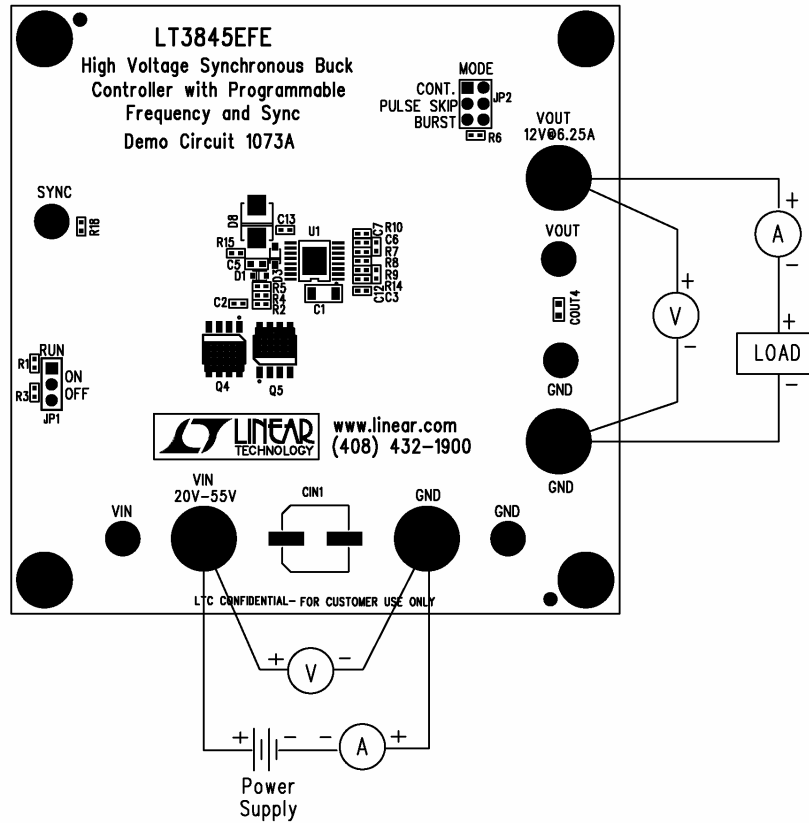 LT3845EFE
High Voltage Synchronous Buck
Controller with Programmable
Frequency and Sync
Demo Circuit 1073A
MODE
CONT.
PULSE SKIP
BURST
JP2
R6
VOUT
12V@6.25A
SYNC
R16
D8
C13
U1
R15
C5
D1
D3
R5
R4
R2
C2
C1
C7
R10
C6
R7
R8
R9
R14
C12
C3
VOUT
COUT4
GND
+
A
-
+
V
-
+
LOAD
-
RUN
R1
ON
R3
OFF
JP1
Q4
Q5
LT LINEAR
TECHNOLOGY
www.linear.com
(408) 432-1900
GND
VIN
VIN
20V-55V
CIN1
GND
GND
LTC CONFIDENTIAL- FOR CUSTOMER USE ONLY
+ V -
+ - - A +
Power
Supply